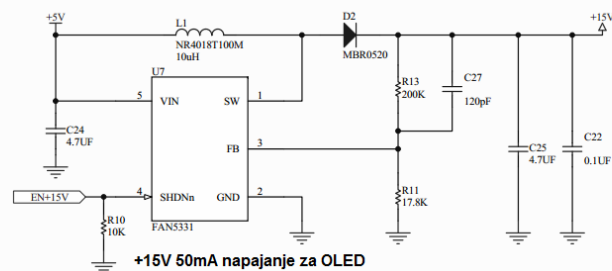 +5V
L1
NR4018T100M
10uH
D2
MBR0520
+15V
U7
5
VIN
SW
1
FB
3
4
SHDNn
GND
2
FAN5331
C24
4.7UF
EN+15V
R10
10K
R13
200K
C27
120pF
R11
17.8K
C25
4.7UF
C22
0.1UF
+15V 50mA napajanje za OLED